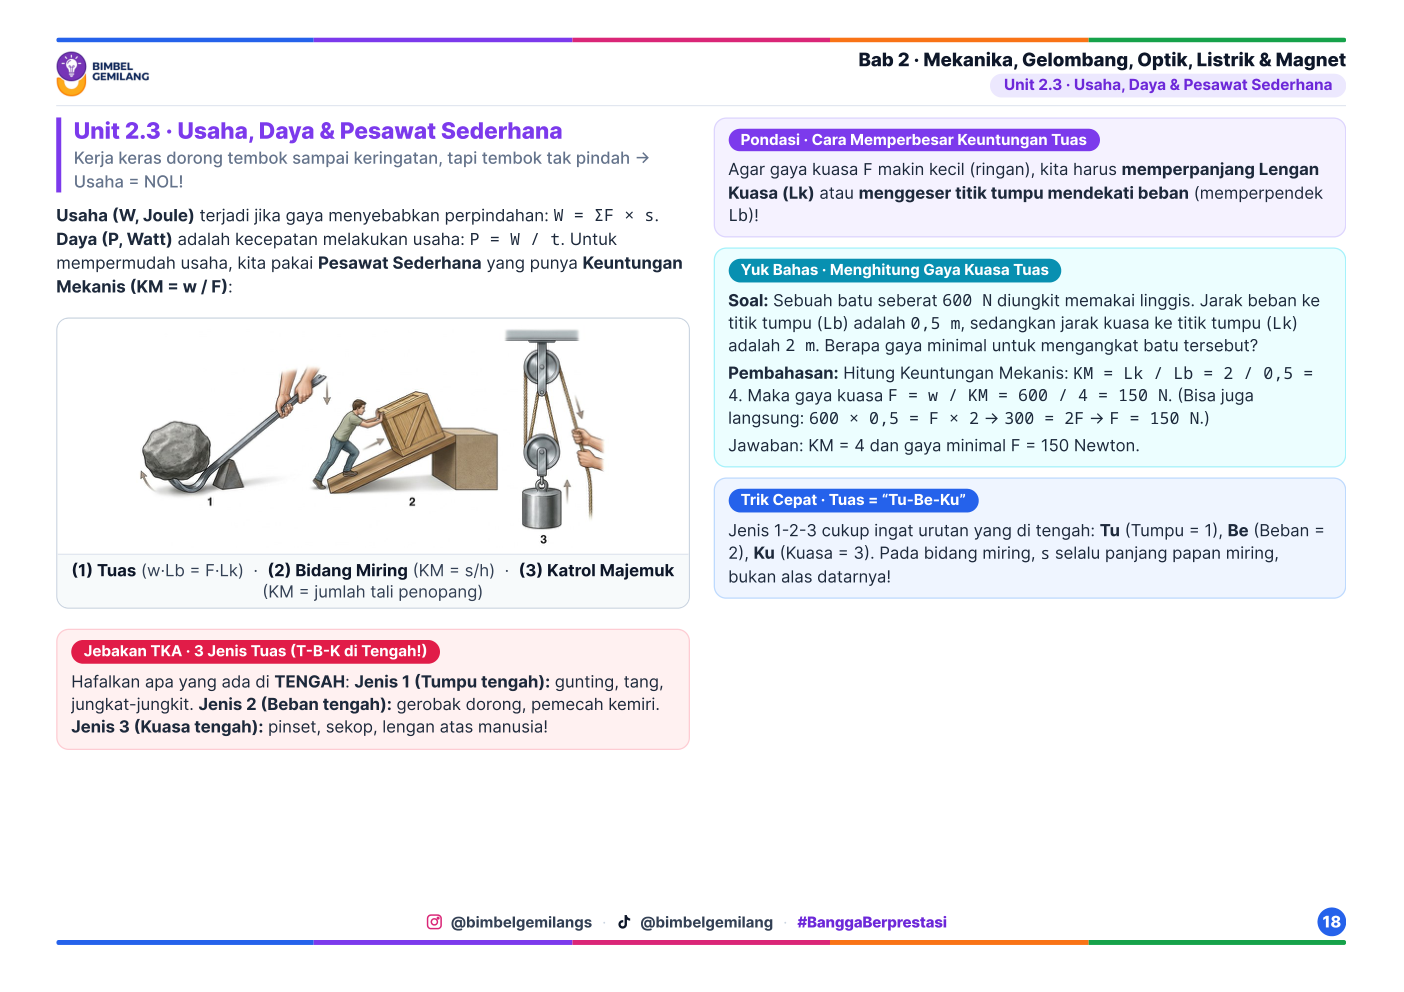 BIMBEL
GEMILANG
Bab 2 · Mekanika, Gelombang, Optik, Listrik & Magnet
Unit 2.3 · Usaha, Daya & Pesawat Sederhana
Unit 2.3 · Usaha, Daya & Pesawat Sederhana
Kerja keras dorong tembok sampai keringatan, tapi tembok tak pindah →
Usaha = NOL!
Usaha (W, Joule) terjadi jika gaya menyebabkan perpindahan: W = ΣF × s.
Daya (P, Watt) adalah kecepatan melakukan usaha: P = W / t. Untuk
mempermudah usaha, kita pakai Pesawat Sederhana yang punya Keuntungan
Mekanis (KM = w / F):
1
2
3
(1) Tuas (w·Lb = F·Lk) · (2) Bidang Miring (KM = s/h) · (3) Katrol Majemuk
(KM = jumlah tali penopang)
Jebakan TKA · 3 Jenis Tuas (T-B-K di Tengah!)
Hafalkan apa yang ada di TENGAH: Jenis 1 (Tumpu tengah): gunting, tang,
jungkat-jungkit. Jenis 2 (Beban tengah): gerobak dorong, pemecah kemiri.
Jenis 3 (Kuasa tengah): pinset, sekop, lengan atas manusia!
Pondasi · Cara Memperbesar Keuntungan Tuas
Agar gaya kuasa F makin kecil (ringan), kita harus memperpanjang Lengan
Kuasa (Lk) atau menggeser titik tumpu mendekati beban (memperpendek
Lb)!
Yuk Bahas · Menghitung Gaya Kuasa Tuas
Soal: Sebuah batu seberat 600 N diungkit memakai linggis. Jarak beban ke
titik tumpu (Lb) adalah 0,5 m, sedangkan jarak kuasa ke titik tumpu (Lk)
adalah 2 m. Berapa gaya minimal untuk mengangkat batu tersebut?
Pembahasan: Hitung Keuntungan Mekanis: KM = Lk / Lb = 2 / 0,5 =
4. Maka gaya kuasa F = w / KM = 600 / 4 = 150 N. (Bisa juga
langsung: 600 × 0,5 = F × 2 → 300 = 2F → F = 150 N.)
Jawaban: KM = 4 dan gaya minimal F = 150 Newton.
Trik Cepat · Tuas = “Tu-Be-Ku”
Jenis 1-2-3 cukup ingat urutan yang di tengah: Tu (Tumpu = 1), Be (Beban =
2), Ku (Kuasa = 3). Pada bidang miring, s selalu panjang papan miring,
bukan alas datarnya!
@bimbelgemilangs · @bimbelgemilang · #BanggaBerprestasi
18